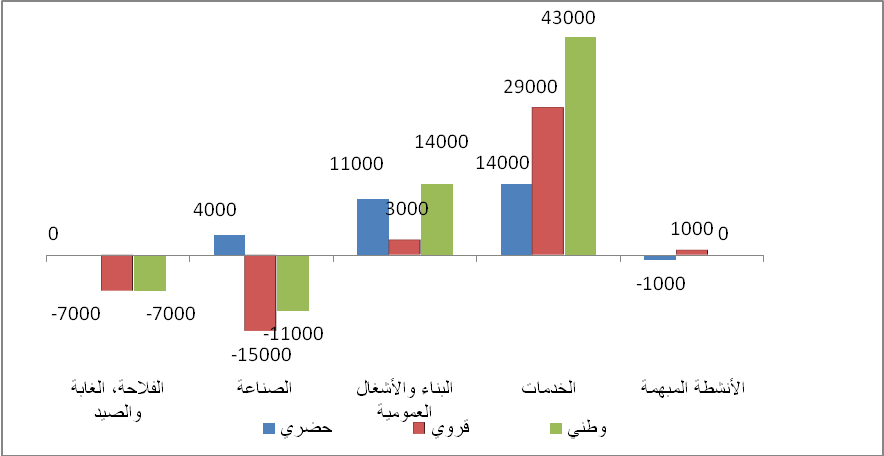 43000
29000
14000
11000
14000
4000
3000
0
1000
0
-7000
-7000
-1000
-11000
-15000
الفلاحة، الغابة
والصيد
الصناعة
البناء والأشغال
العمومية
الخدمات
الأنشطة المبهمة
حضري
قروي
وطني